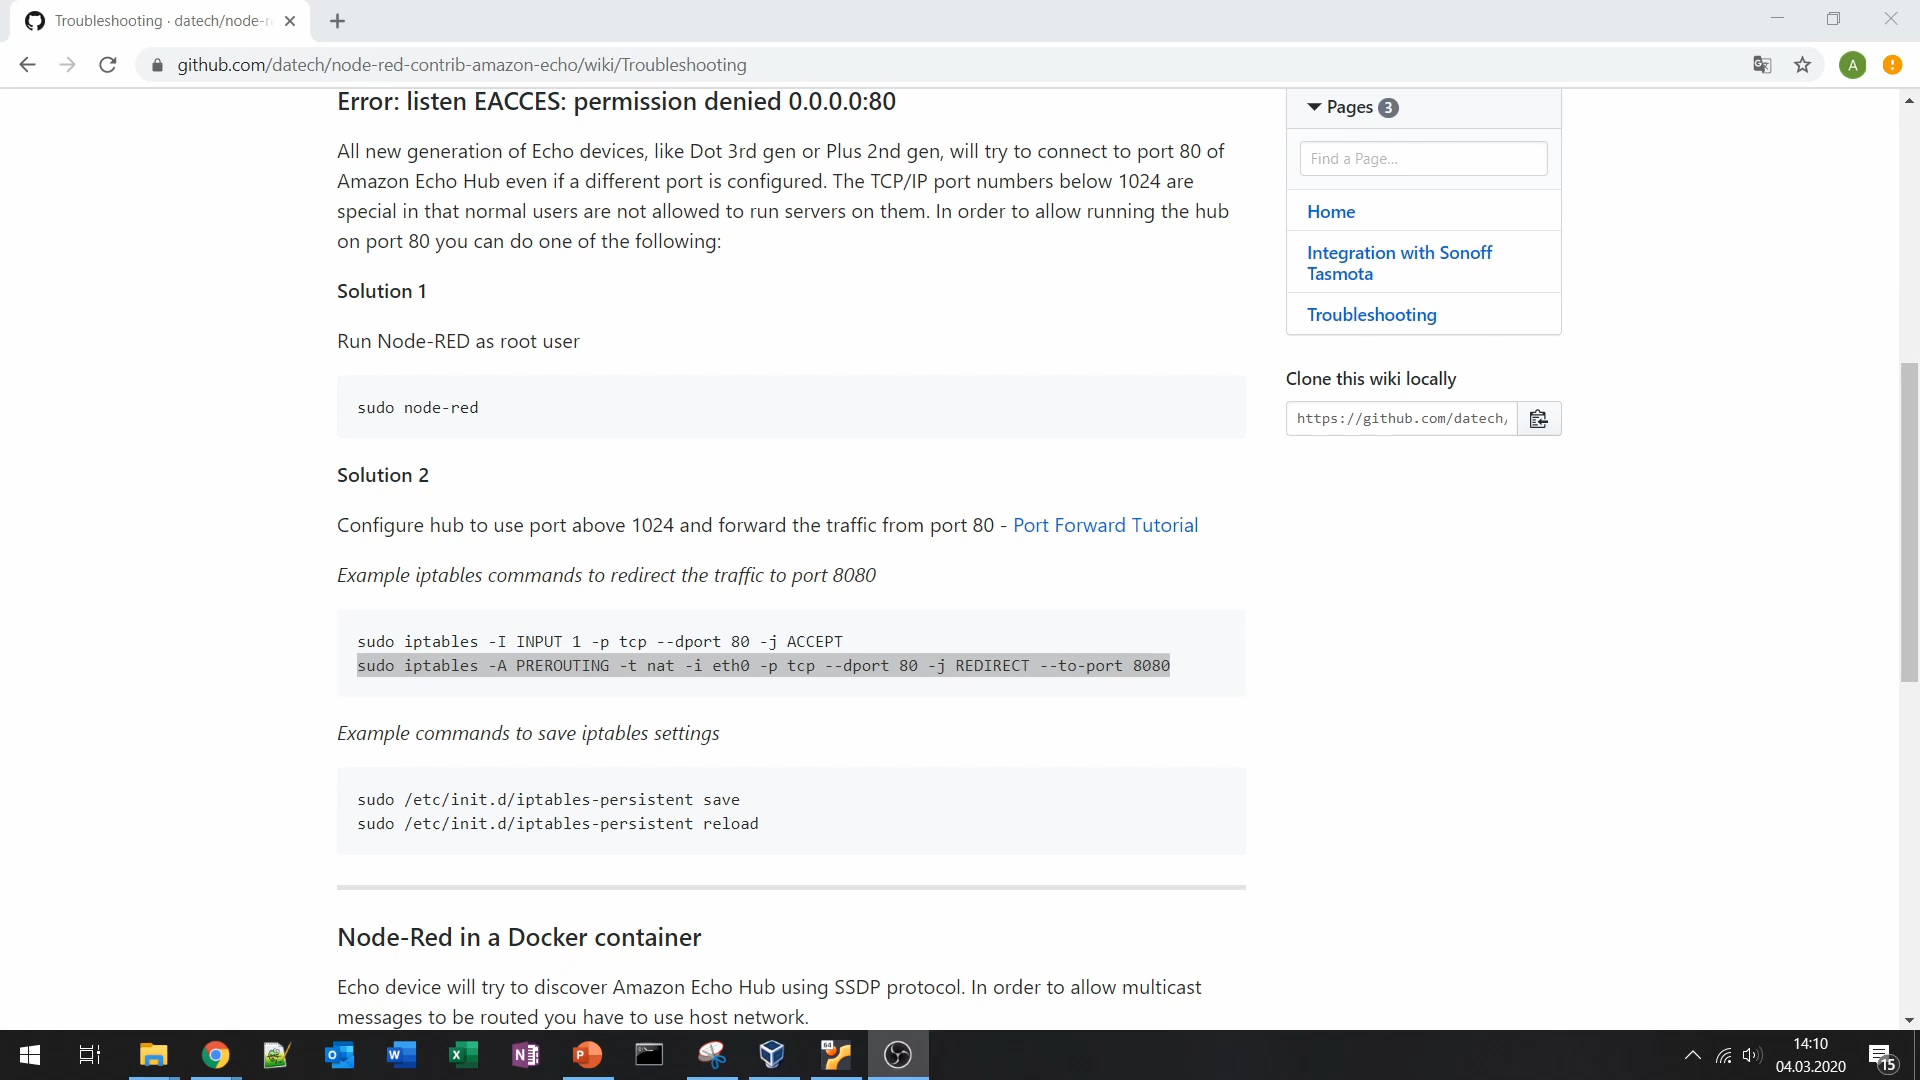 Troubleshooting · datech/node-r
github.com/datech/node-red-contrib-amazon-echo/wiki/Troubleshooting
A
Error: listen EACCES: permission denied 0.0.0.0:80
All new generation of Echo devices, like Dot 3rd gen or Plus 2nd gen, will try to connect to port 80 of
Amazon Echo Hub even if a different port is configured. The TCP/IP port numbers below 1024 are
special in that normal users are not allowed to run servers on them. In order to allow running the hub
on port 80 you can do one of the following:
Solution 1
Run Node-RED as root user
sudo node-red
Solution 2
Configure hub to use port above 1024 and forward the traffic from port 80 - Port Forward Tutorial
Example iptables commands to redirect the traffic to port 8080
sudo iptables -I INPUT 1 -p tcp --dport 80 -j ACCEPT
sudo iptables -A PREROUTING -t nat -i eth0 -p tcp --dport 80 -j REDIRECT --to-port 8080
Example commands to save iptables settings
sudo /etc/init.d/iptables-persistent save
sudo /etc/init.d/iptables-persistent reload
Node-Red in a Docker container
Echo device will try to discover Amazon Echo Hub using SSDP protocol. In order to allow multicast
messages to be routed you have to use host network.
Pages 3
Find a Page...
Home
Integration with Sonoff
Tasmota
Troubleshooting
Clone this wiki locally
https://github.com/datech/
64
14:10
04.03.2020
15